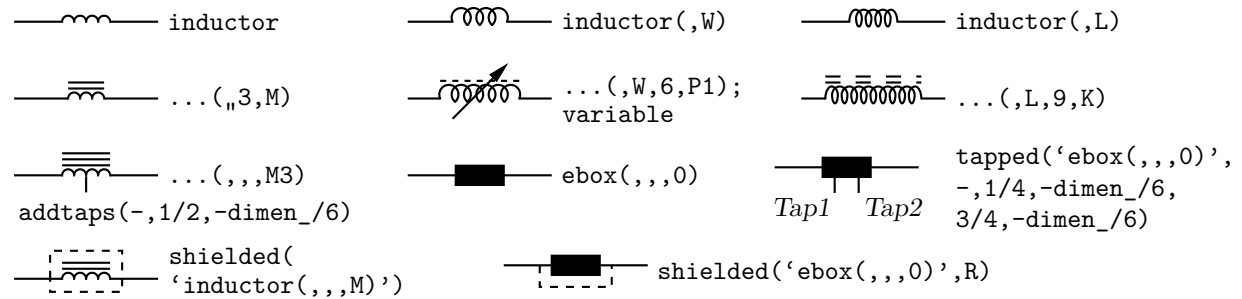 inductor
inductor(,W)
inductor(,L)
...(„3,M)
...(,W,6,P1);
variable
...(,L,9,K)
...(,,,M3)
addtaps(-,1/2,-dimen_/6)
ebox(,,,0)
Tap1 Tap2
tapped(‘ebox(,,,0)’,
-,1/4,-dimen_/6,
3/4,-dimen_/6)
shielded(
‘inductor(,,,M)’)
shielded(‘ebox(,,,0)’,R)